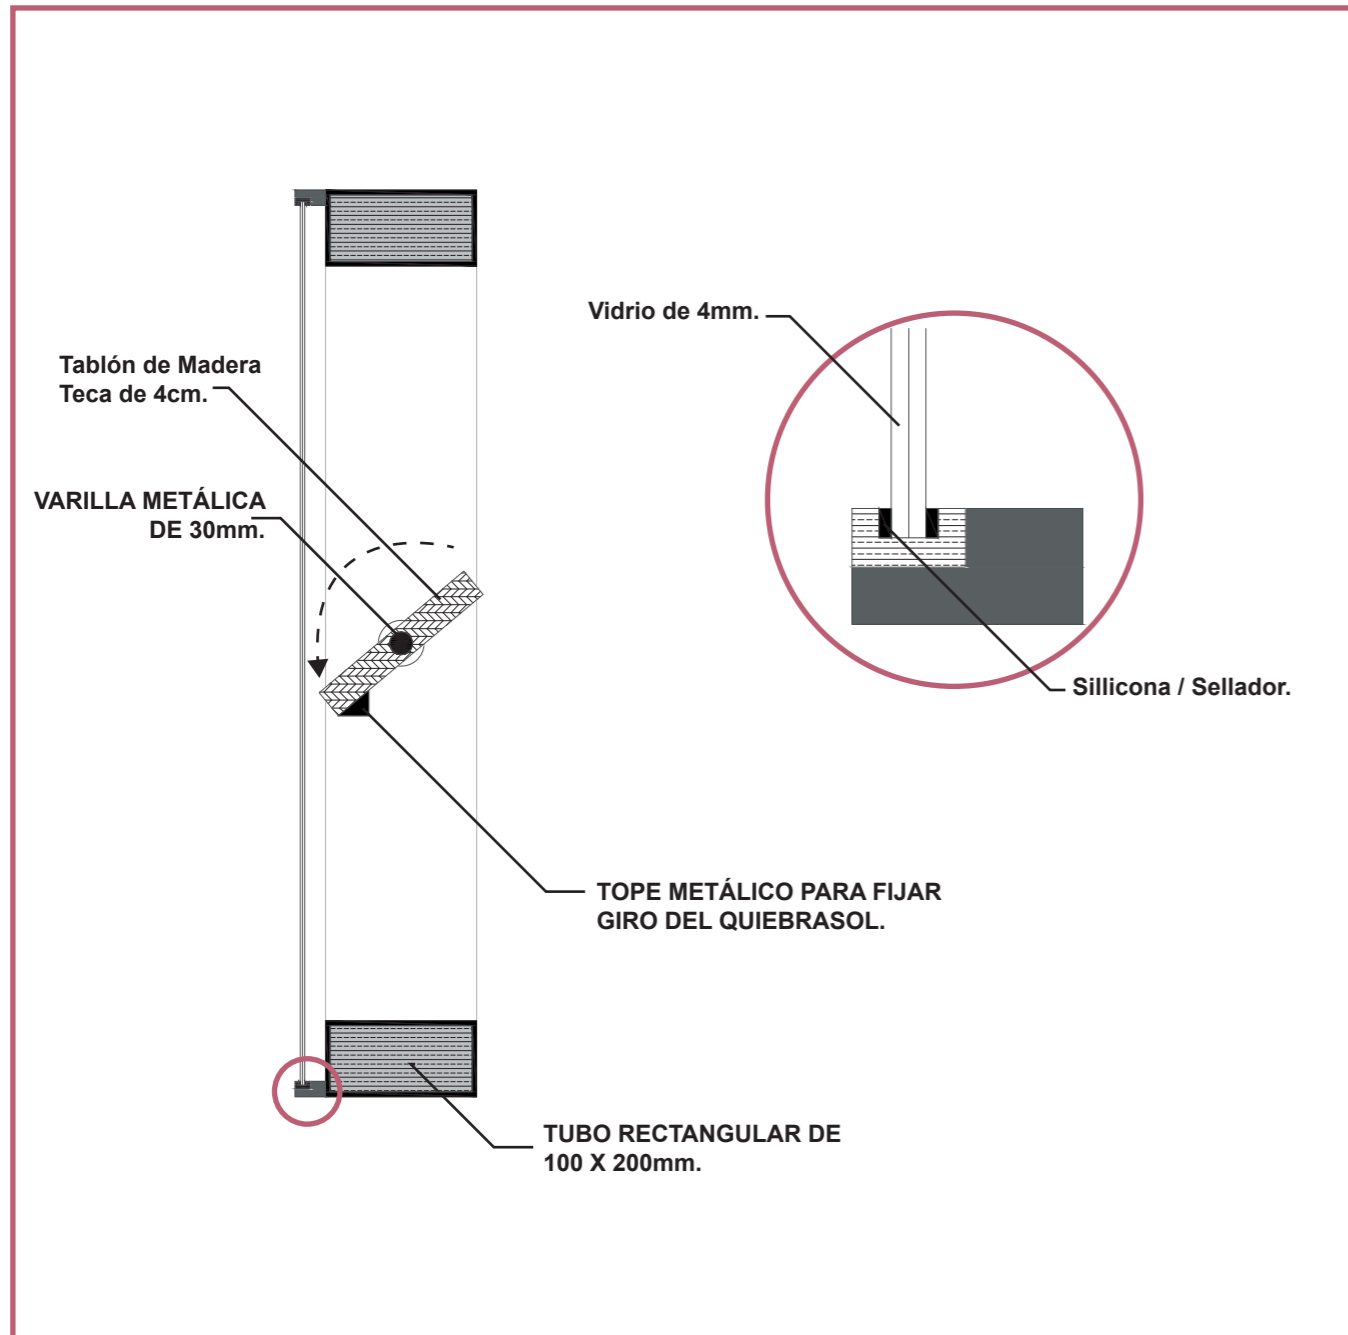 Vidrio de 4mm.
Tablón de Madera
Teca de 4cm.
VARILLA METÁLICA
DE 30mm.
Sillicona / Sellador.
TOPE METÁLICO PARA FIJAR
GIRO DEL QUIEBRASOL.
TUBO RECTANGULAR DE
100 X 200mm.